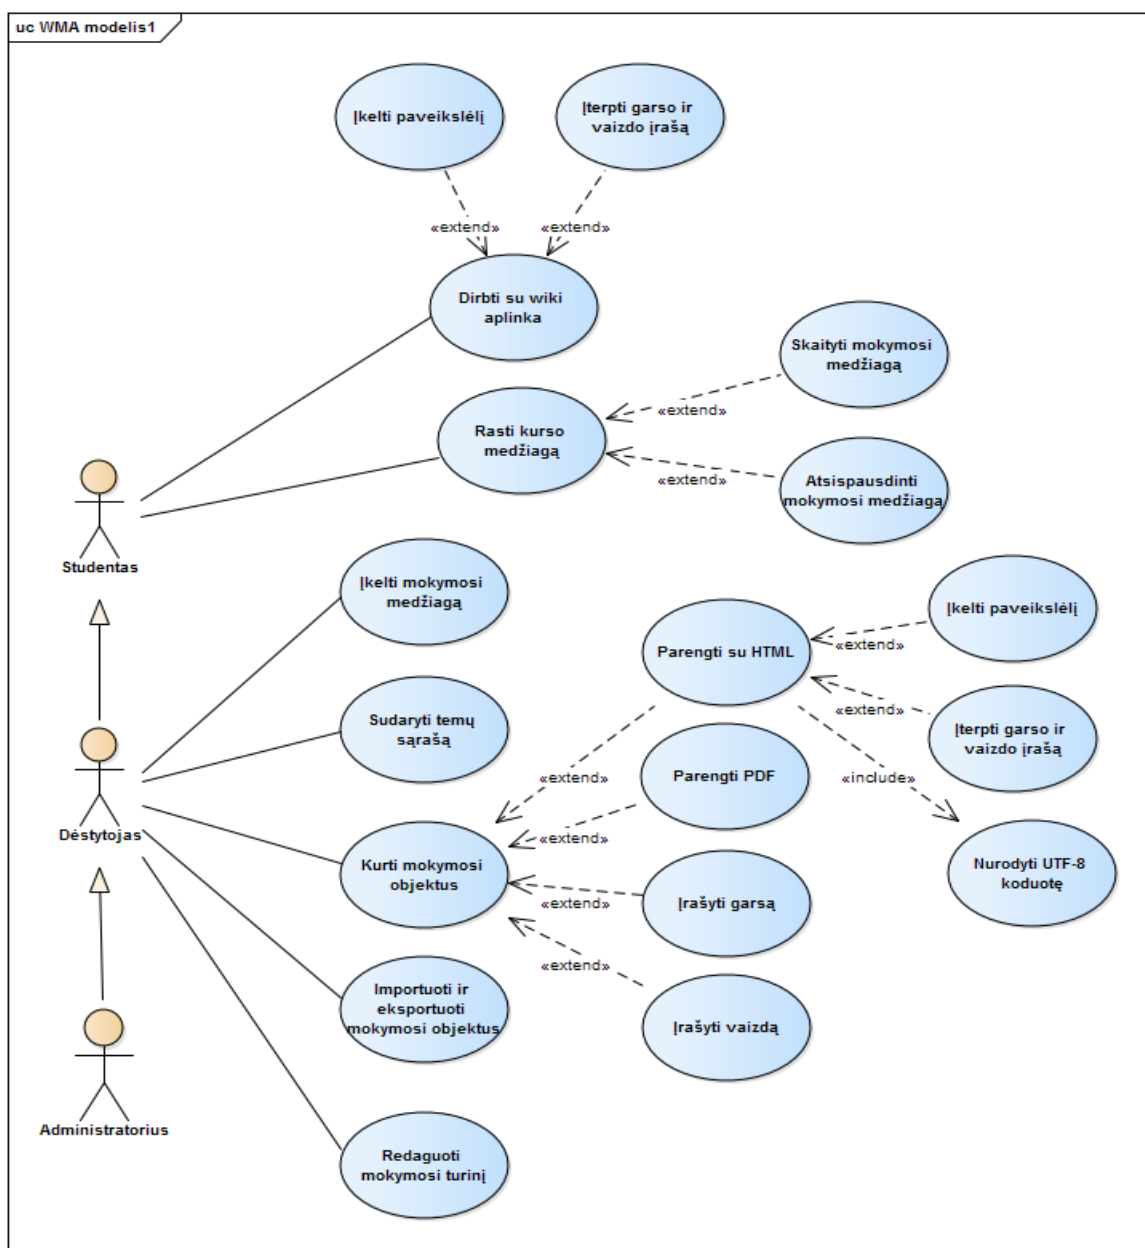 uc WMA modelis1
Įkelti paveikslėlį
Įterpti garso ir
vaizdo įrašą
«extend»
«extend»
Dirbti su wiki
aplinka
Skaityti mokymosi
medžiagą
«extend»
Rasti kurso
medžiagą
«extend»
Atsispausdinti
mokymosi medžiagą
Studentas
Įkelti mokymosi
medžiagą
Įkelti paveikslėlį
Parengti su HTML
«extend»
«extend»
Įterpti garso ir
vaizdo įrašą
Sudaryti temų
sąrašą
«extend»
Parengti PDF
«include»
Dėstytojas
«extend»
Kurti mokymosi
objektus
Nurodyti UTF-8
koduotę
«extend»
Įrašyti garsą
«extend»
Importuoti ir
eksportuoti
mokymosi objektus
Įrašyti vaizdą
Administratorius
Redaguoti
mokymosi turinį